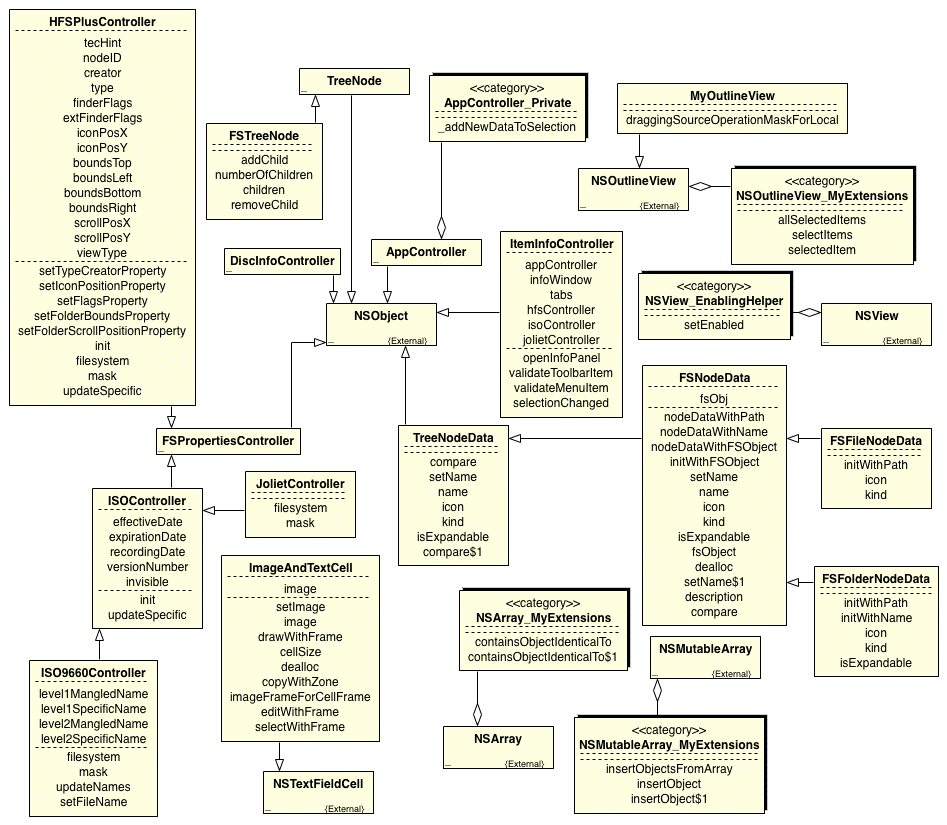 HFSPlusController
tecHint
nodeID
creator
type
finderFlags
extFinderFlags
iconPosX
iconPosY
boundsTop
boundsLeft
boundsBottom
boundsRight
scrollPosX
scrollPosY
viewType
setTypeCreatorProperty
setIconPositionProperty
setFlagsProperty
setFolderBoundsProperty
setFolderScrollPositionProperty
init
filesystem
mask
updateSpecific
TreeNode
FSTreeNode
addChild
numberOfChildren
children
removeChild
<<category>>
AppController_Private
_addNewDataToSelection
MyOutlineView
draggingSourceOperationMaskForLocal
NSOutlineView
{External}
<<category>>
NSOutlineView_MyExtensions
allSelectedItems
selectItems
selectedItem
DiscInfoController
AppController
ItemInfoController
appController
infoWindow
tabs
hfsController
isoController
jolietController
openInfoPanel
validateToolbarItem
validateMenuItem
selectionChanged
<<category>>
NSView_EnablingHelper
setEnabled
NSView
{External}
NSObject
{External}
FSPropertiesController
TreeNodeData
compare
setName
name
icon
kind
isExpandable
compare$1
FSNodeData
fsObj
nodeDataWithPath
nodeDataWithName
nodeDataWithFSObject
initWithFSObject
setName
name
icon
kind
isExpandable
fsObject
dealloc
setName$1
description
compare
FSFileNodeData
initWithPath
icon
kind
FSFolderNodeData
initWithPath
initWithName
icon
kind
isExpandable
ISOController
effectiveDate
expirationDate
recordingDate
versionNumber
invisible
init
updateSpecific
JolietController
filesystem
mask
ImageAndTextCell
image
setImage
image
drawWithFrame
cellSize
dealloc
copyWithZone
imageFrameForCellFrame
editWithFrame
selectWithFrame
NSTextFieldCell
{External}
ISO9660Controller
level1MangledName
level1SpecificName
level2MangledName
level2SpecificName
filesystem
mask
updateNames
setFileName
<<category>>
NSArray_MyExtensions
containsObjectIdenticalTo
containsObjectIdenticalTo$1
NSArray
{External}
NSMutableArray
{External}
<<category>>
NSMutableArray_MyExtensions
insertObjectsFromArray
insertObject
insertObject$1